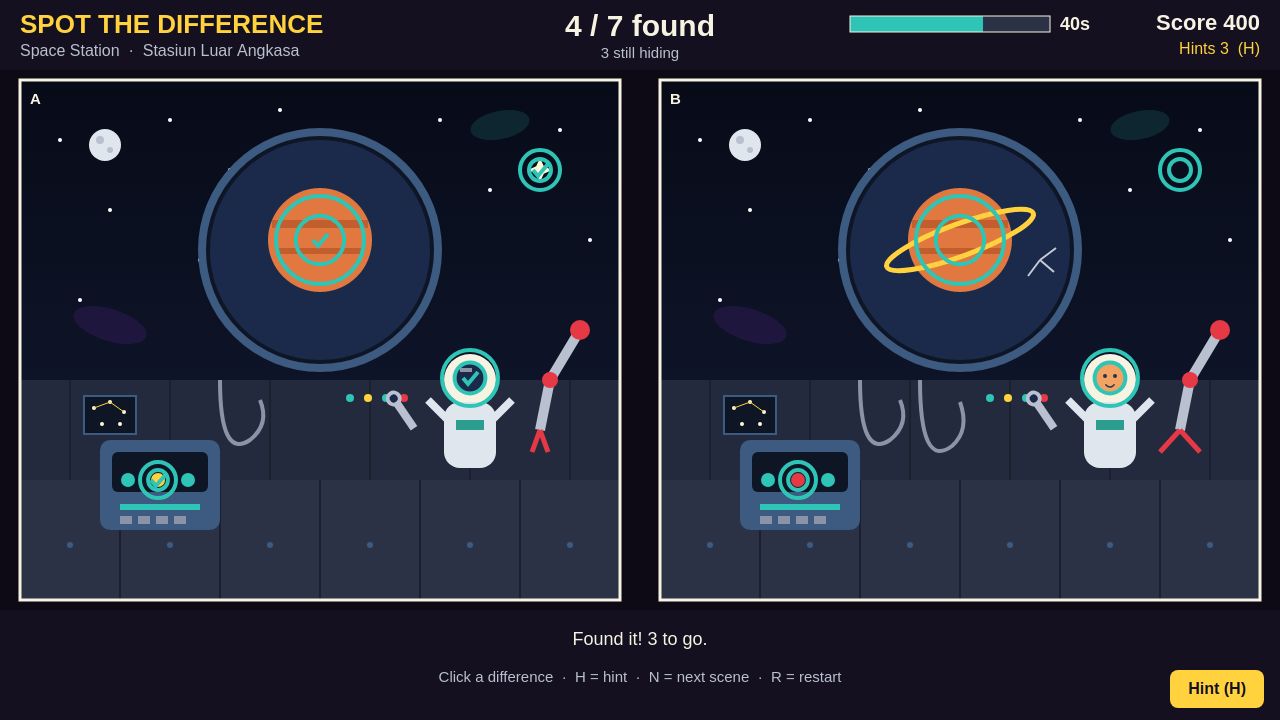 SPOT THE DIFFERENCE
Space Station · Stasiun Luar Angkasa
4 / 7 found
3 still hiding
40s
Score 400
Hints 3 (H)
A
B
Found it! 3 to go.
Click a difference · H = hint · N = next scene · R = restart
Hint (H)